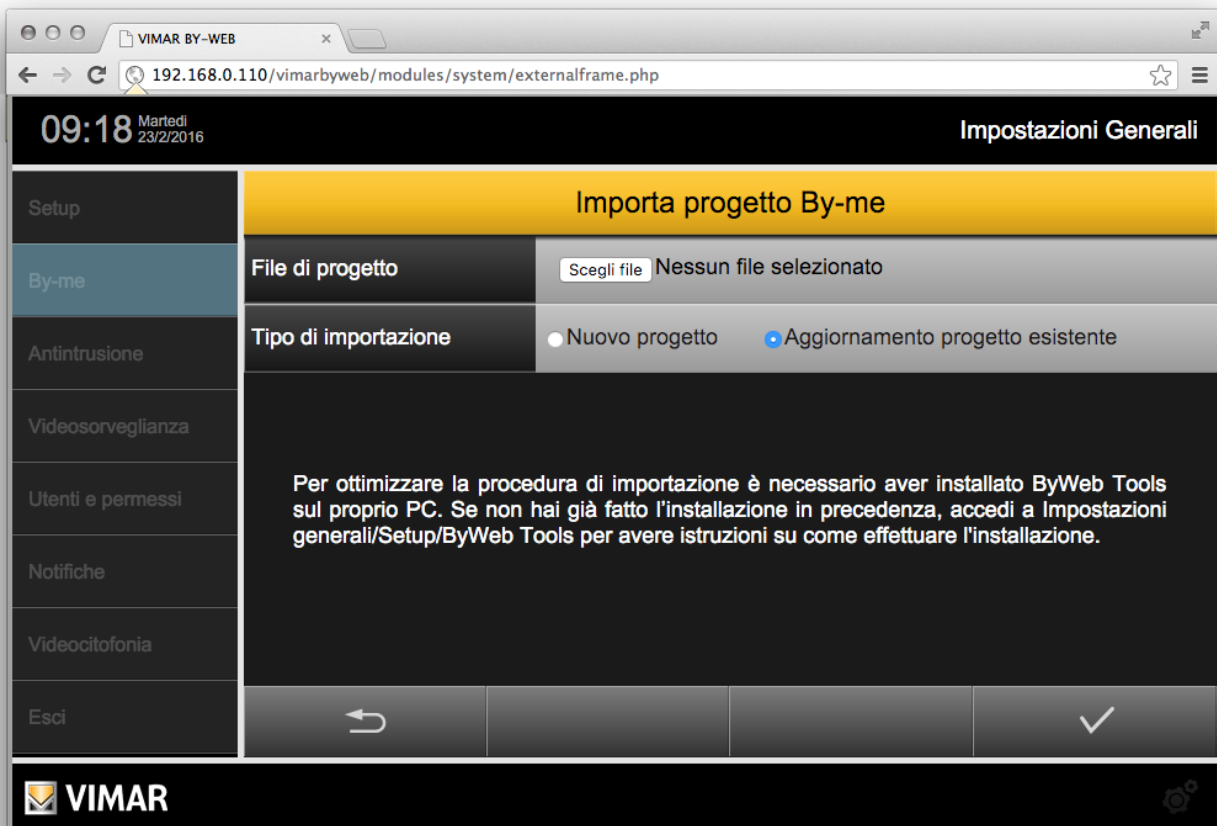 VIMAR BY-WEB
192.168.0.110/vimarbyweb/modules/system/externalframe.php
09:18 Martedi 23/2/2016
Impostazioni Generali
Setup
By-me
Antintrusione
Videosorveglianza
Utenti e permessi
Notifiche
Videocitofonia
Esci
Importa progetto By-me
File di progetto
Scegli file Nessun file selezionato
Tipo di importazione
Nuovo progetto Aggiornamento progetto esistente
Per ottimizzare la procedura di importazione è necessario aver installato ByWeb Tools
sul proprio PC. Se non hai già fatto l'installazione in precedenza, accedi a Impostazioni
generali/Setup/ByWeb Tools per avere istruzioni su come effettuare l'installazione.
VIMAR